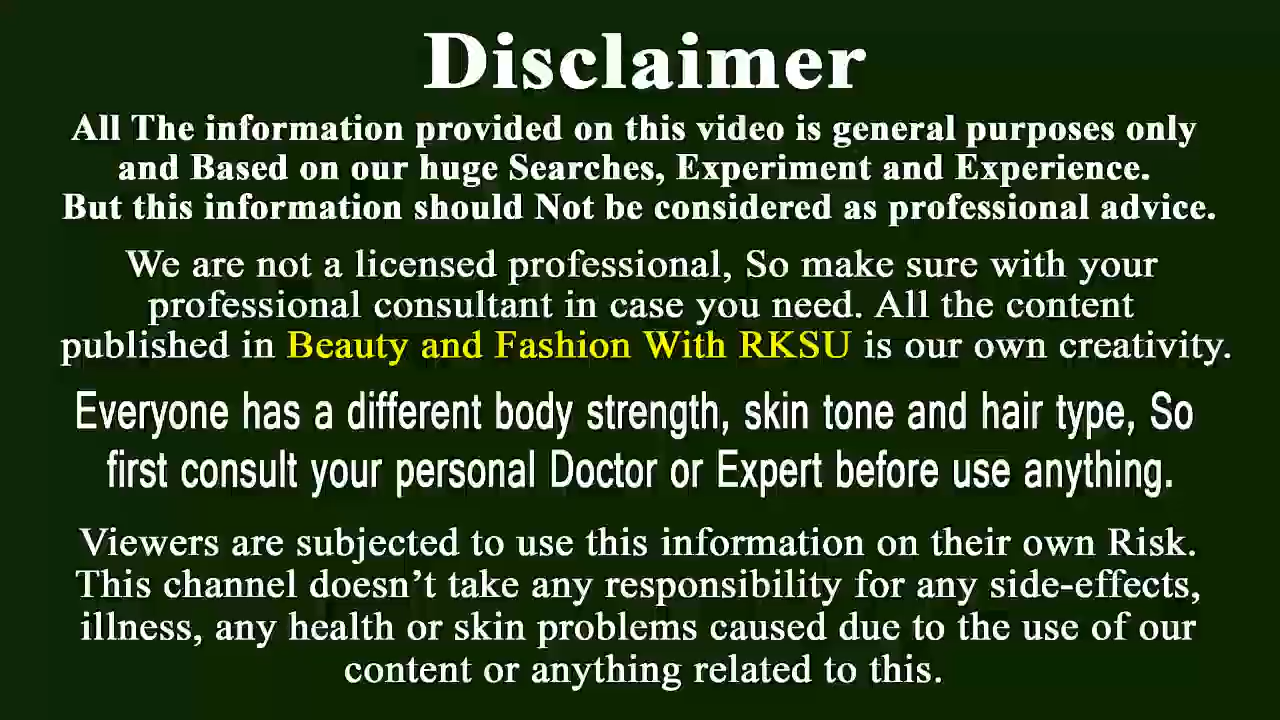 Disclaimer
All The information provided on this video is general purposes only
and Based on our huge Searches, Experiment and Experience.
But this information should Not be considered as professional advice.
We are not a licensed professional, So make sure with your
professional consultant in case you need. All the content
published in Beauty and Fashion With RKSU is our own creativity.
Everyone has a different body strength, skin tone and hair type, So
first consult your personal Doctor or Expert before use anything.
Viewers are subjected to use this information on their own Risk.
This channel doesn’t take any responsibility for any side-effects,
illness, any health or skin problems caused due to the use of our
content or anything related to this.